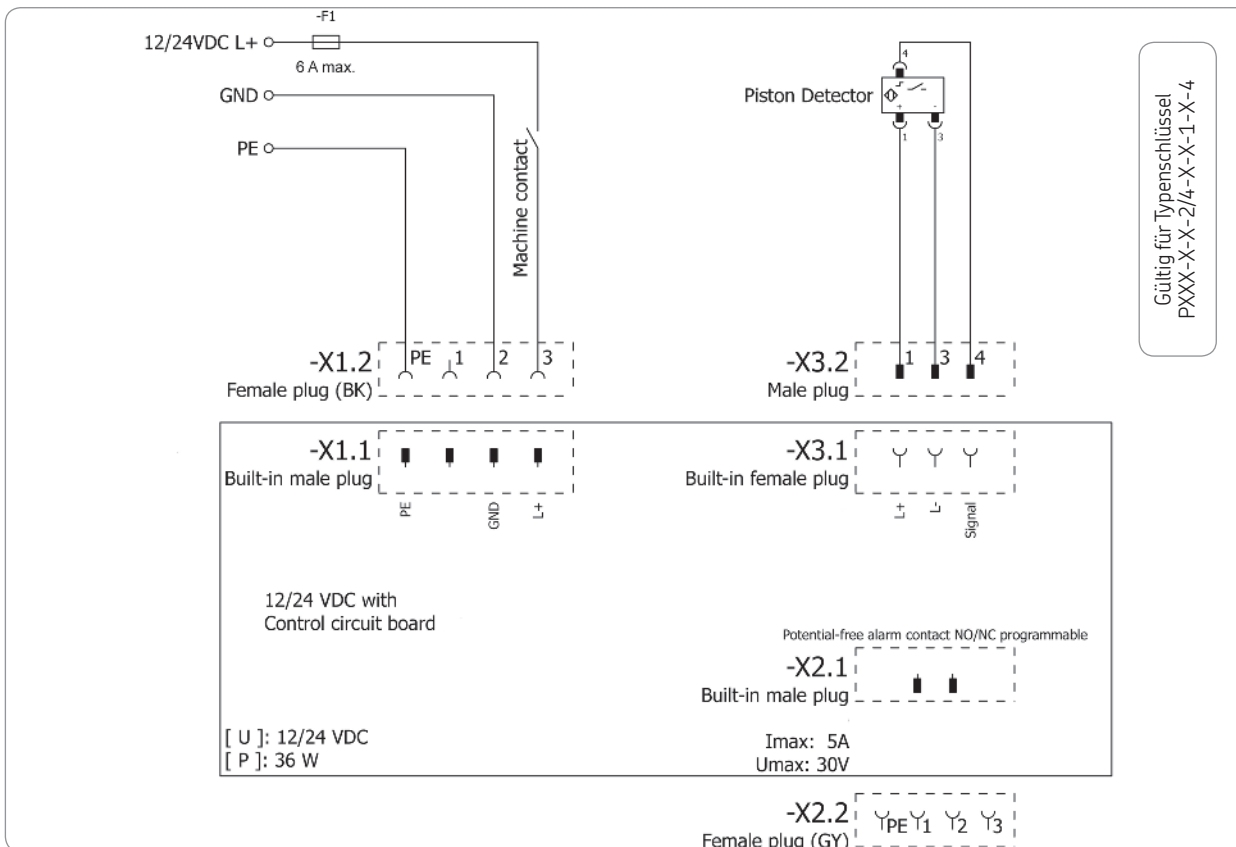 -F1
12/24VDC L+
6 A max.
GND
PE
Machine contact
4
Piston Detector
+ -
1 3
Gültig für Typenschlüssel
PXXX-X-X-2/4-X-X-1-X-4
-X1.2 PE 1 2 3
Female plug (BK)
-X3.2 1 3 4
Male plug
-X1.1
Built-in male plug
PE GND L+
-X3.1
Built-in female plug
L+ L- Signal
12/24 VDC with
Control circuit board
Potential-free alarm contact NO/NC programmable
-X2.1
Built-in male plug
[ U ]: 12/24 VDC
[ P ]: 36 W
Imax: 5A
Umax: 30V
-X2.2 PE 1 2 3
Female plug (GY)